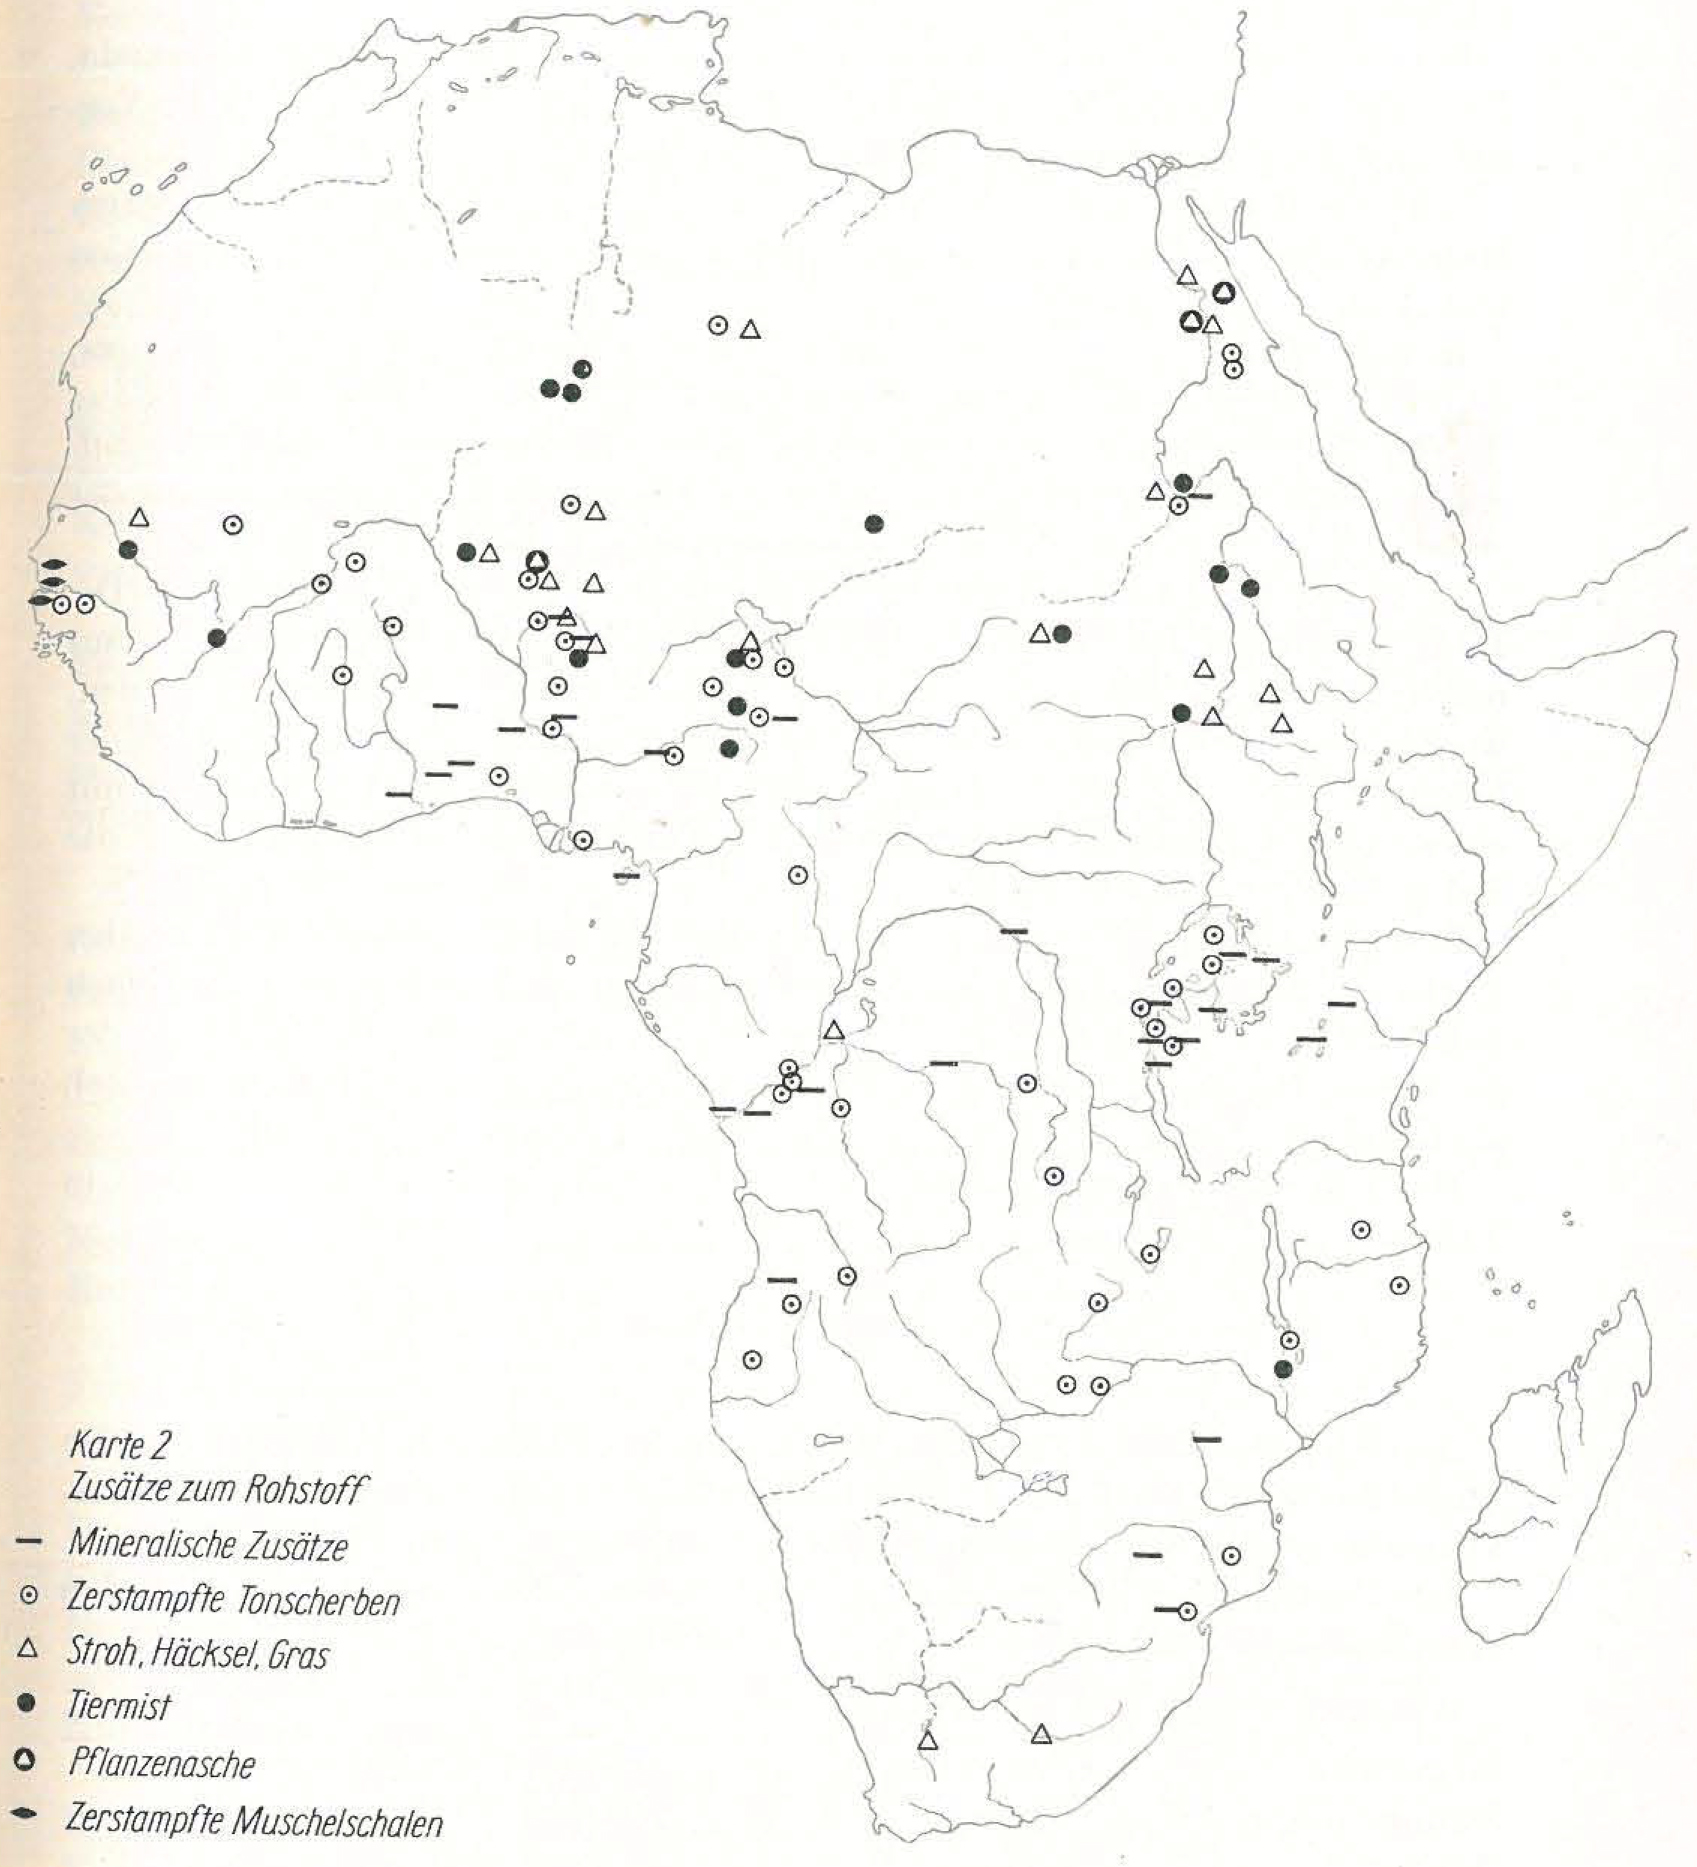 Karte 2
Zusätze zum Rohstoff
Mineralische Zusätze
Zerstampfte Tonscherben
Stroh, Häcksel, Gras
Tiermist
Pflanzenasche
Zerstampfte Muschelschalen